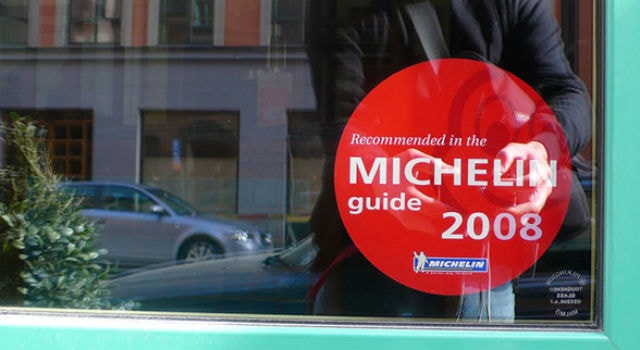 Recommended in the
MICHELIN
guide
2008
MICHELIN